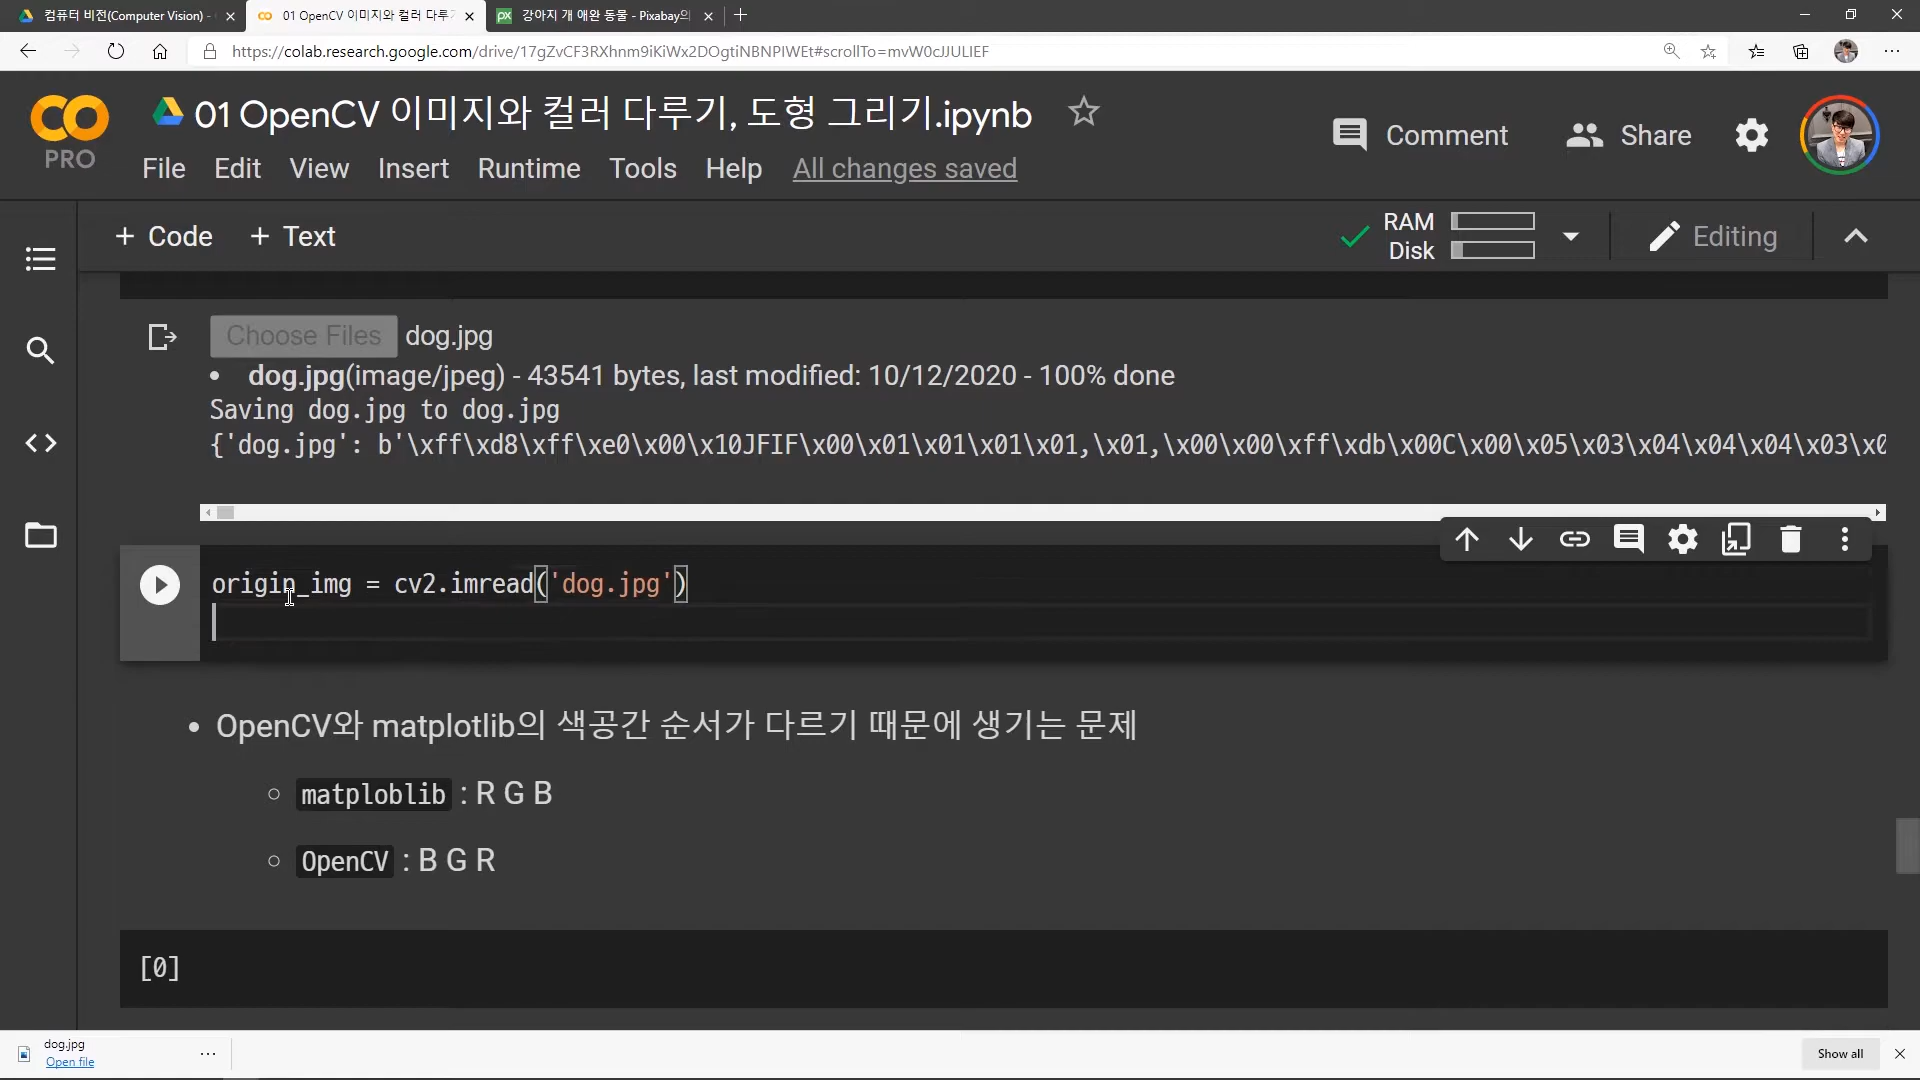 컴퓨터 비전(Computer Vision) -
01 OpenCV 이미지와 컬러 다루기
강아지 개 애완 동물 - Pixabay의
https://colab.research.google.com/drive/17gZvCF3RXhnm9iKiWx2DOgtiNBNPIWEt#scrollTo=mvW0cJJULIEF
CO
PRO
01 OpenCV 이미지와 컬러 다루기, 도형 그리기.ipynb
Comment
Share
File Edit View Insert Runtime Tools Help All changes saved
+ Code + Text
RAM
Disk
Editing
Choose Files dog.jpg
• dog.jpg(image/jpeg) - 43541 bytes, last modified: 10/12/2020 - 100% done
Saving dog.jpg to dog.jpg
{'dog.jpg': b'\xff\xd8\xff\xe0\x00\x10JFIF\x00\x01\x01\x01\x01,\x01,\x00\x00\xff\xdb\x00C\x00\x05\x03\x04\x04\x04\x03\x0
origin_img = cv2.imread('dog.jpg')
• OpenCV와 matplotlib의 색공간 순서가 다르기 때문에 생기는 문제
○ matploblib : R G B
○ OpenCV : B G R
[0]
dog.jpg
Open file
Show all